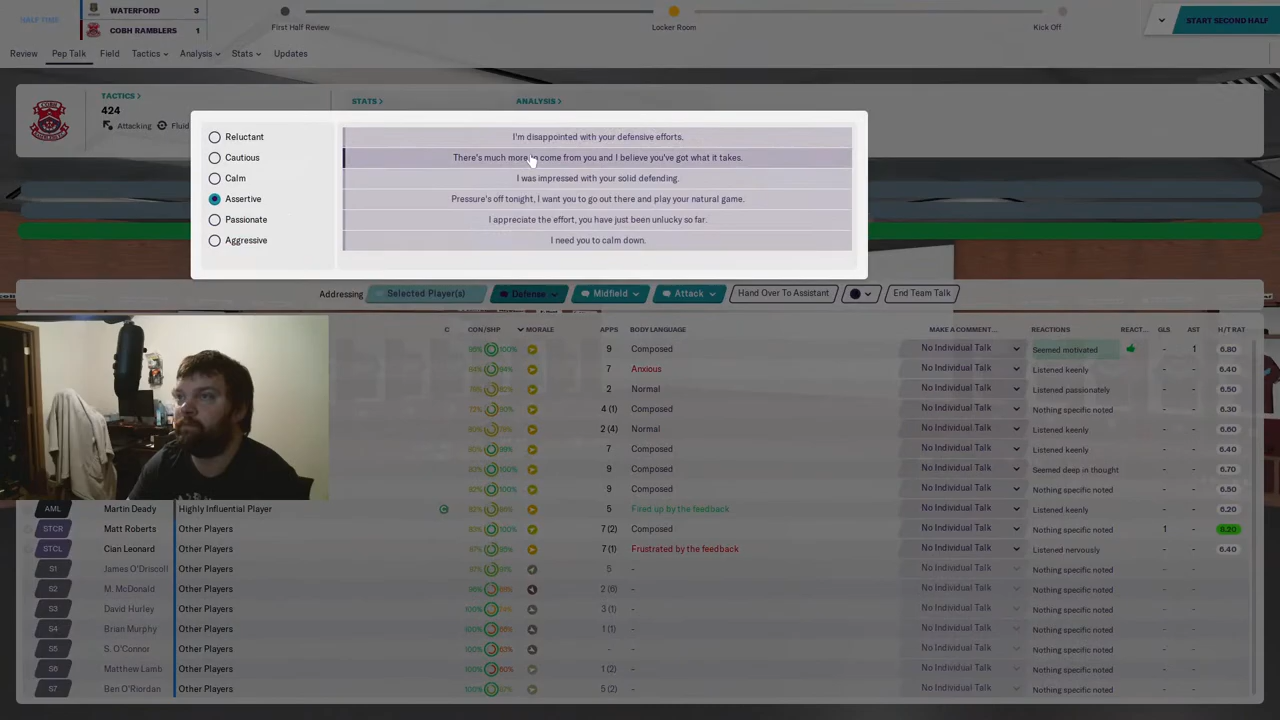 HALF TIME
WATERFORD 3
COBH RAMBLERS 1
First Half Review
Locker Room
Kick Off
START SECOND HALF
Review Pep Talk Field Tactics Analysis Stats Updates
TACTICS >
424
Attacking Fluid
STATS >
ANALYSIS >
Reluctant
Cautious
Calm
Assertive
Passionate
Aggressive
I'm disappointed with your defensive efforts.
There's much more to come from you and I believe you've got what it takes.
I was impressed with your solid defending.
Pressure's off tonight, I want you to go out there and play your natural game.
I appreciate the effort, you have just been unlucky so far.
I need you to calm down.
Addressing Selected Player(s) Defense Midfield Attack Hand Over To Assistant End Team Talk
C CON/SHP MORALE APPS BODY LANGUAGE MAKE A COMMENT... REACTIONS REACT... GLS AST H/T RAT
100% 9 Composed No Individual Talk Seemed motivated - 1 6.80
7 Anxious No Individual Talk Listened keenly - - 6.40
2 Normal No Individual Talk Listened passionately - - 6.40
4 (1) Composed No Individual Talk Nothing specific noted - - 6.30
2 (4) Normal No Individual Talk Listened keenly - - 6.60
7 Composed No Individual Talk Listened keenly - - 6.40
100% 9 Composed No Individual Talk Seemed deep in thought - - 6.70
100% 9 Composed No Individual Talk Nothing specific noted - - 6.50
AML Martin Deady Highly Influential Player 100% 5 Fired up by the feedback No Individual Talk Listened keenly - - 6.20
STCR Matt Roberts Other Players 100% 7 (2) Composed No Individual Talk Nothing specific noted 1 - 8.20
STCL Cian Leonard Other Players 7 (1) Frustrated by the feedback No Individual Talk Listened nervously - - 6.40
S1 James O'Driscoll Other Players 5 - No Individual Talk Nothing specific noted
S2 M. McDonald Other Players 2 (6) - No Individual Talk Nothing specific noted
S3 David Hurley Other Players 100% 3 (1) - No Individual Talk Nothing specific noted
S4 Brian Murphy Other Players 100% 1 (1) - No Individual Talk Nothing specific noted
S5 S. O'Connor Other Players 100% - - No Individual Talk Nothing specific noted
S6 Matthew Lamb Other Players 100% 60% 1 (2) - No Individual Talk Nothing specific noted
S7 Ben O'Riordan Other Players 100% 5 (2) - No Individual Talk Nothing specific noted